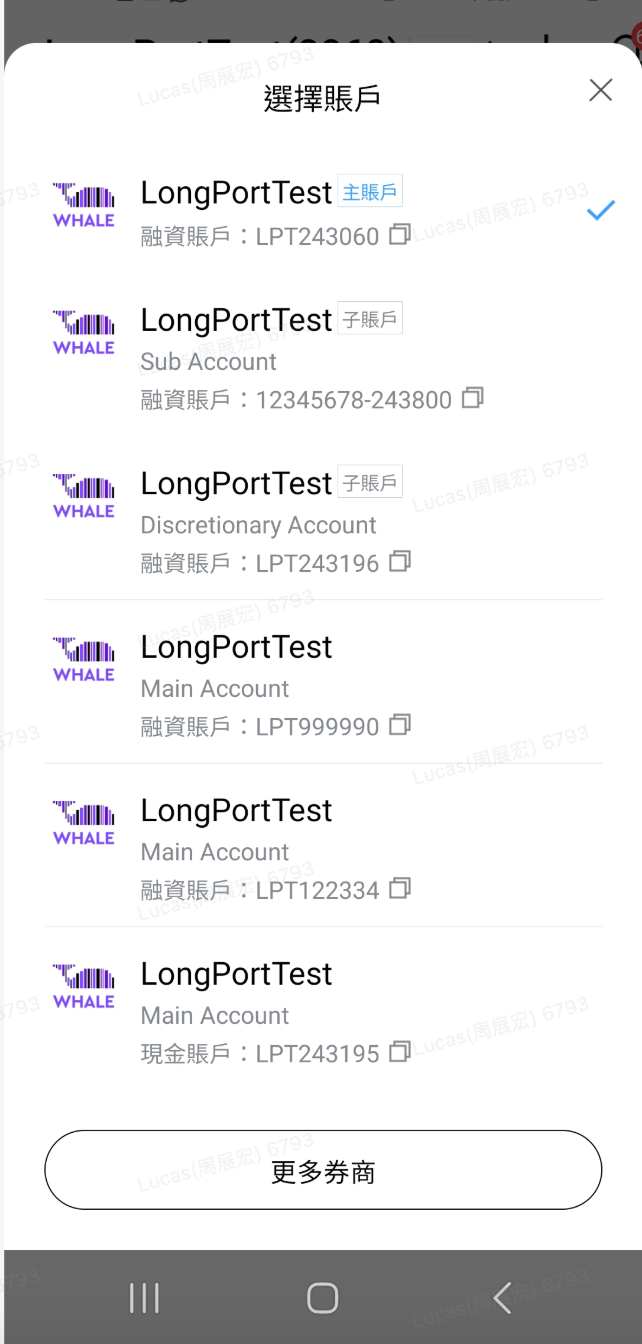 選擇賬戶
WHALE
LongPortTest 主賬戶
融資賬戶：LPT243060
WHALE
LongPortTest 子賬戶
Sub Account
融資賬戶：12345678-243800
WHALE
LongPortTest 子賬戶
Discretionary Account
融資賬戶：LPT243196
WHALE
LongPortTest
Main Account
融資賬戶：LPT999990
WHALE
LongPortTest
Main Account
融資賬戶：LPT122334
WHALE
LongPortTest
Main Account
現金賬戶：LPT243195
更多券商
Lucas(周展宏) 6793